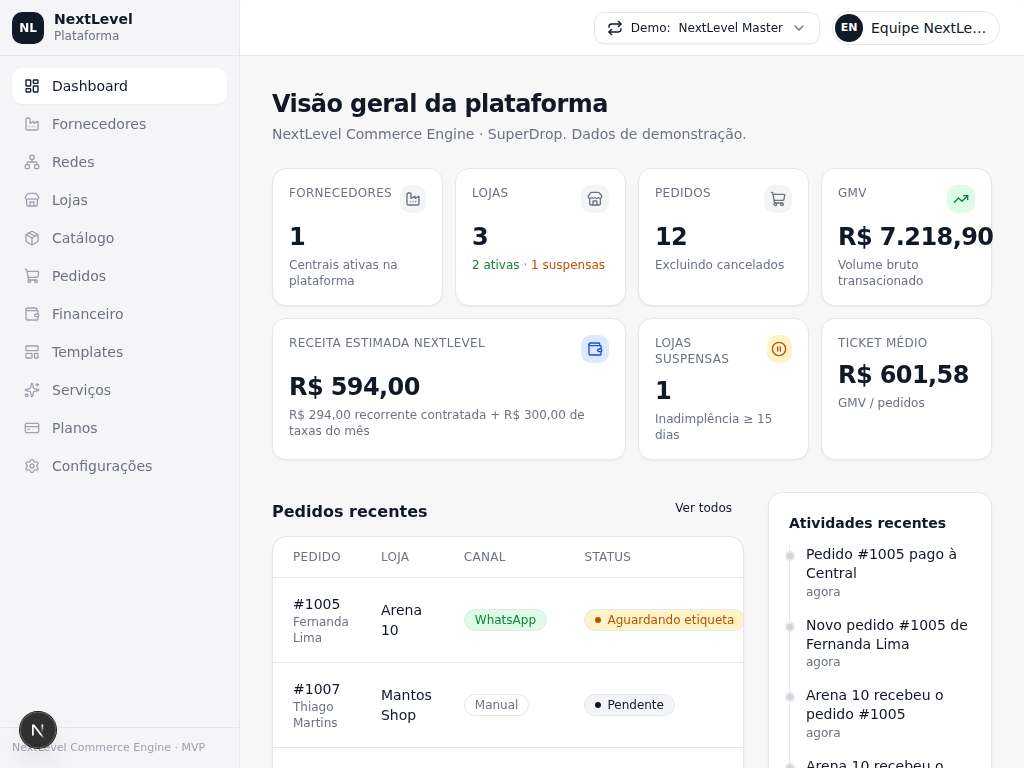 NL
NextLevel
Plataforma
Demo: NextLevel Master
EN
Equipe NextLe...
Dashboard
Fornecedores
Redes
Lojas
Catálogo
Pedidos
Financeiro
Templates
Serviços
Planos
Configurações
N
NextLevel Commerce Engine · MVP
Visão geral da plataforma
NextLevel Commerce Engine · SuperDrop. Dados de demonstração.
FORNECEDORES
1
Centrais ativas na
plataforma
LOJAS
3
2 ativas · 1 suspensas
PEDIDOS
12
Excluindo cancelados
GMV
R$ 7.218,90
Volume bruto
transacionado
RECEITA ESTIMADA NEXTLEVEL
R$ 594,00
R$ 294,00 recorrente contratada + R$ 300,00 de
taxas do mês
LOJAS
SUSPENSAS
1
Inadimplência ≥ 15
dias
TICKET MÉDIO
R$ 601,58
GMV / pedidos
Pedidos recentes
Ver todos
PEDIDO LOJA CANAL STATUS
#1005
Fernanda
Lima
Arena
10
WhatsApp
Aguardando etiqueta
#1007
Thiago
Martins
Mantos
Shop
Manual
Pendente
Atividades recentes
Pedido #1005 pago à
Central
agora
Novo pedido #1005 de
Fernanda Lima
agora
Arena 10 recebeu o
pedido #1005
agora
Arena 10 recebeu o